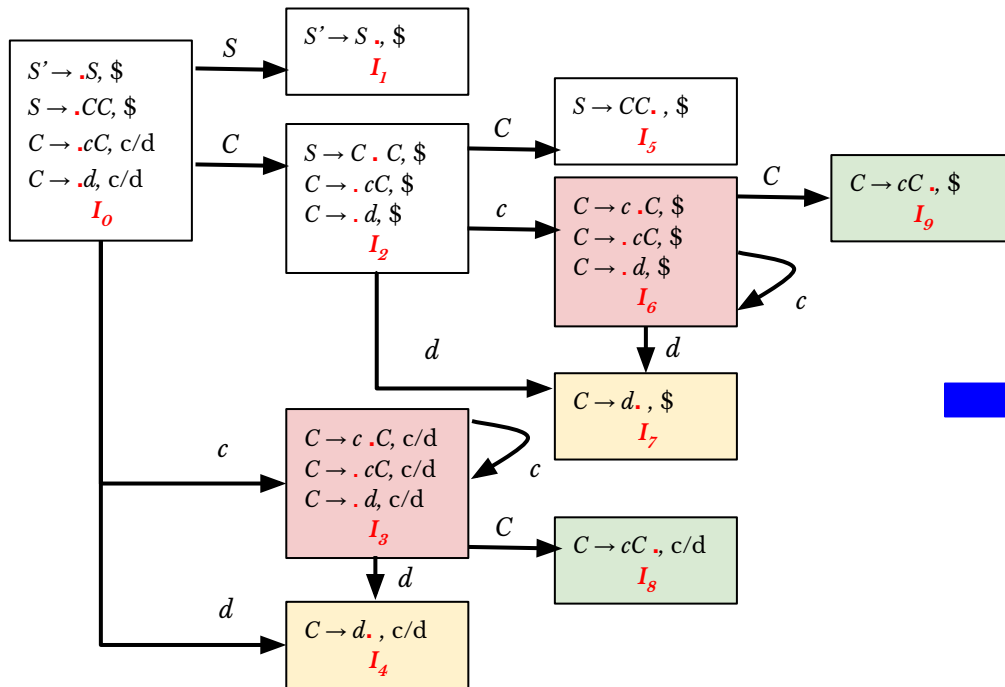 S’ → .S, $
S → .CC, $
C → .cC, c/d
C → .d, c/d
I0
S
S’ → S ., $
I1
C
S → C . C, $
C → . cC, $
C → . d, $
I2
C
S → CC. , $
I5
c
C → c .C, $
C → . cC, $
C → . d, $
I6
C
C → cC ., $
I9
c
d
d
C → d. , $
I7
c
C → c .C, c/d
C → . cC, c/d
C → . d, c/d
I3
c
C
C → cC ., c/d
I8
d
d
C → d. , c/d
I4